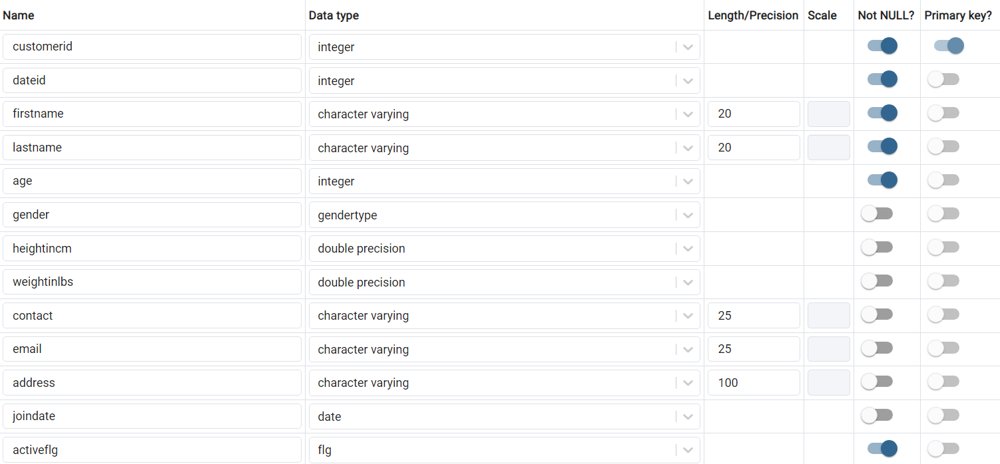 Name Data type Length/Precision Scale Not NULL? Primary key?
customerid integer
dateid integer
firstname character varying 20
lastname character varying 20
age integer
gender gendertype
heightincm double precision
weightinlbs double precision
contact character varying 25
email character varying 25
address character varying 100
joindate date
activeflg flg